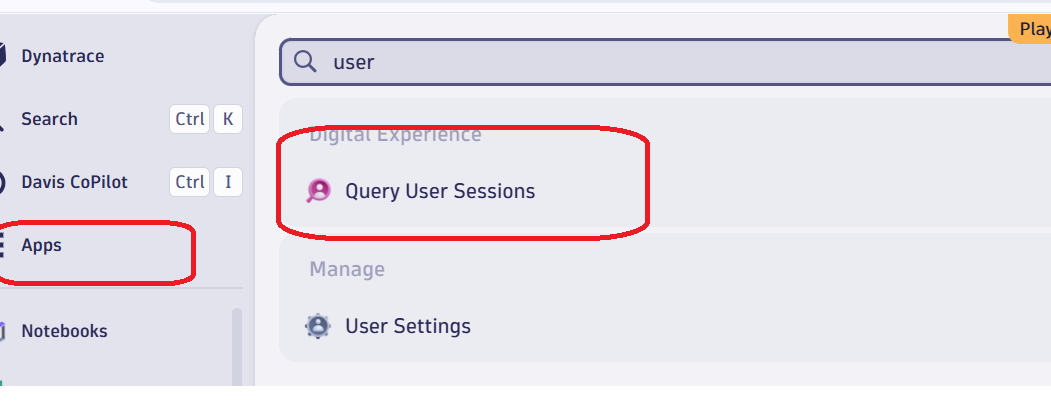 Dynatrace
Search Ctrl K
Davis CoPilot Ctrl I
Apps
Notebooks
Play
user
Digital Experience
Query User Sessions
Manage
User Settings